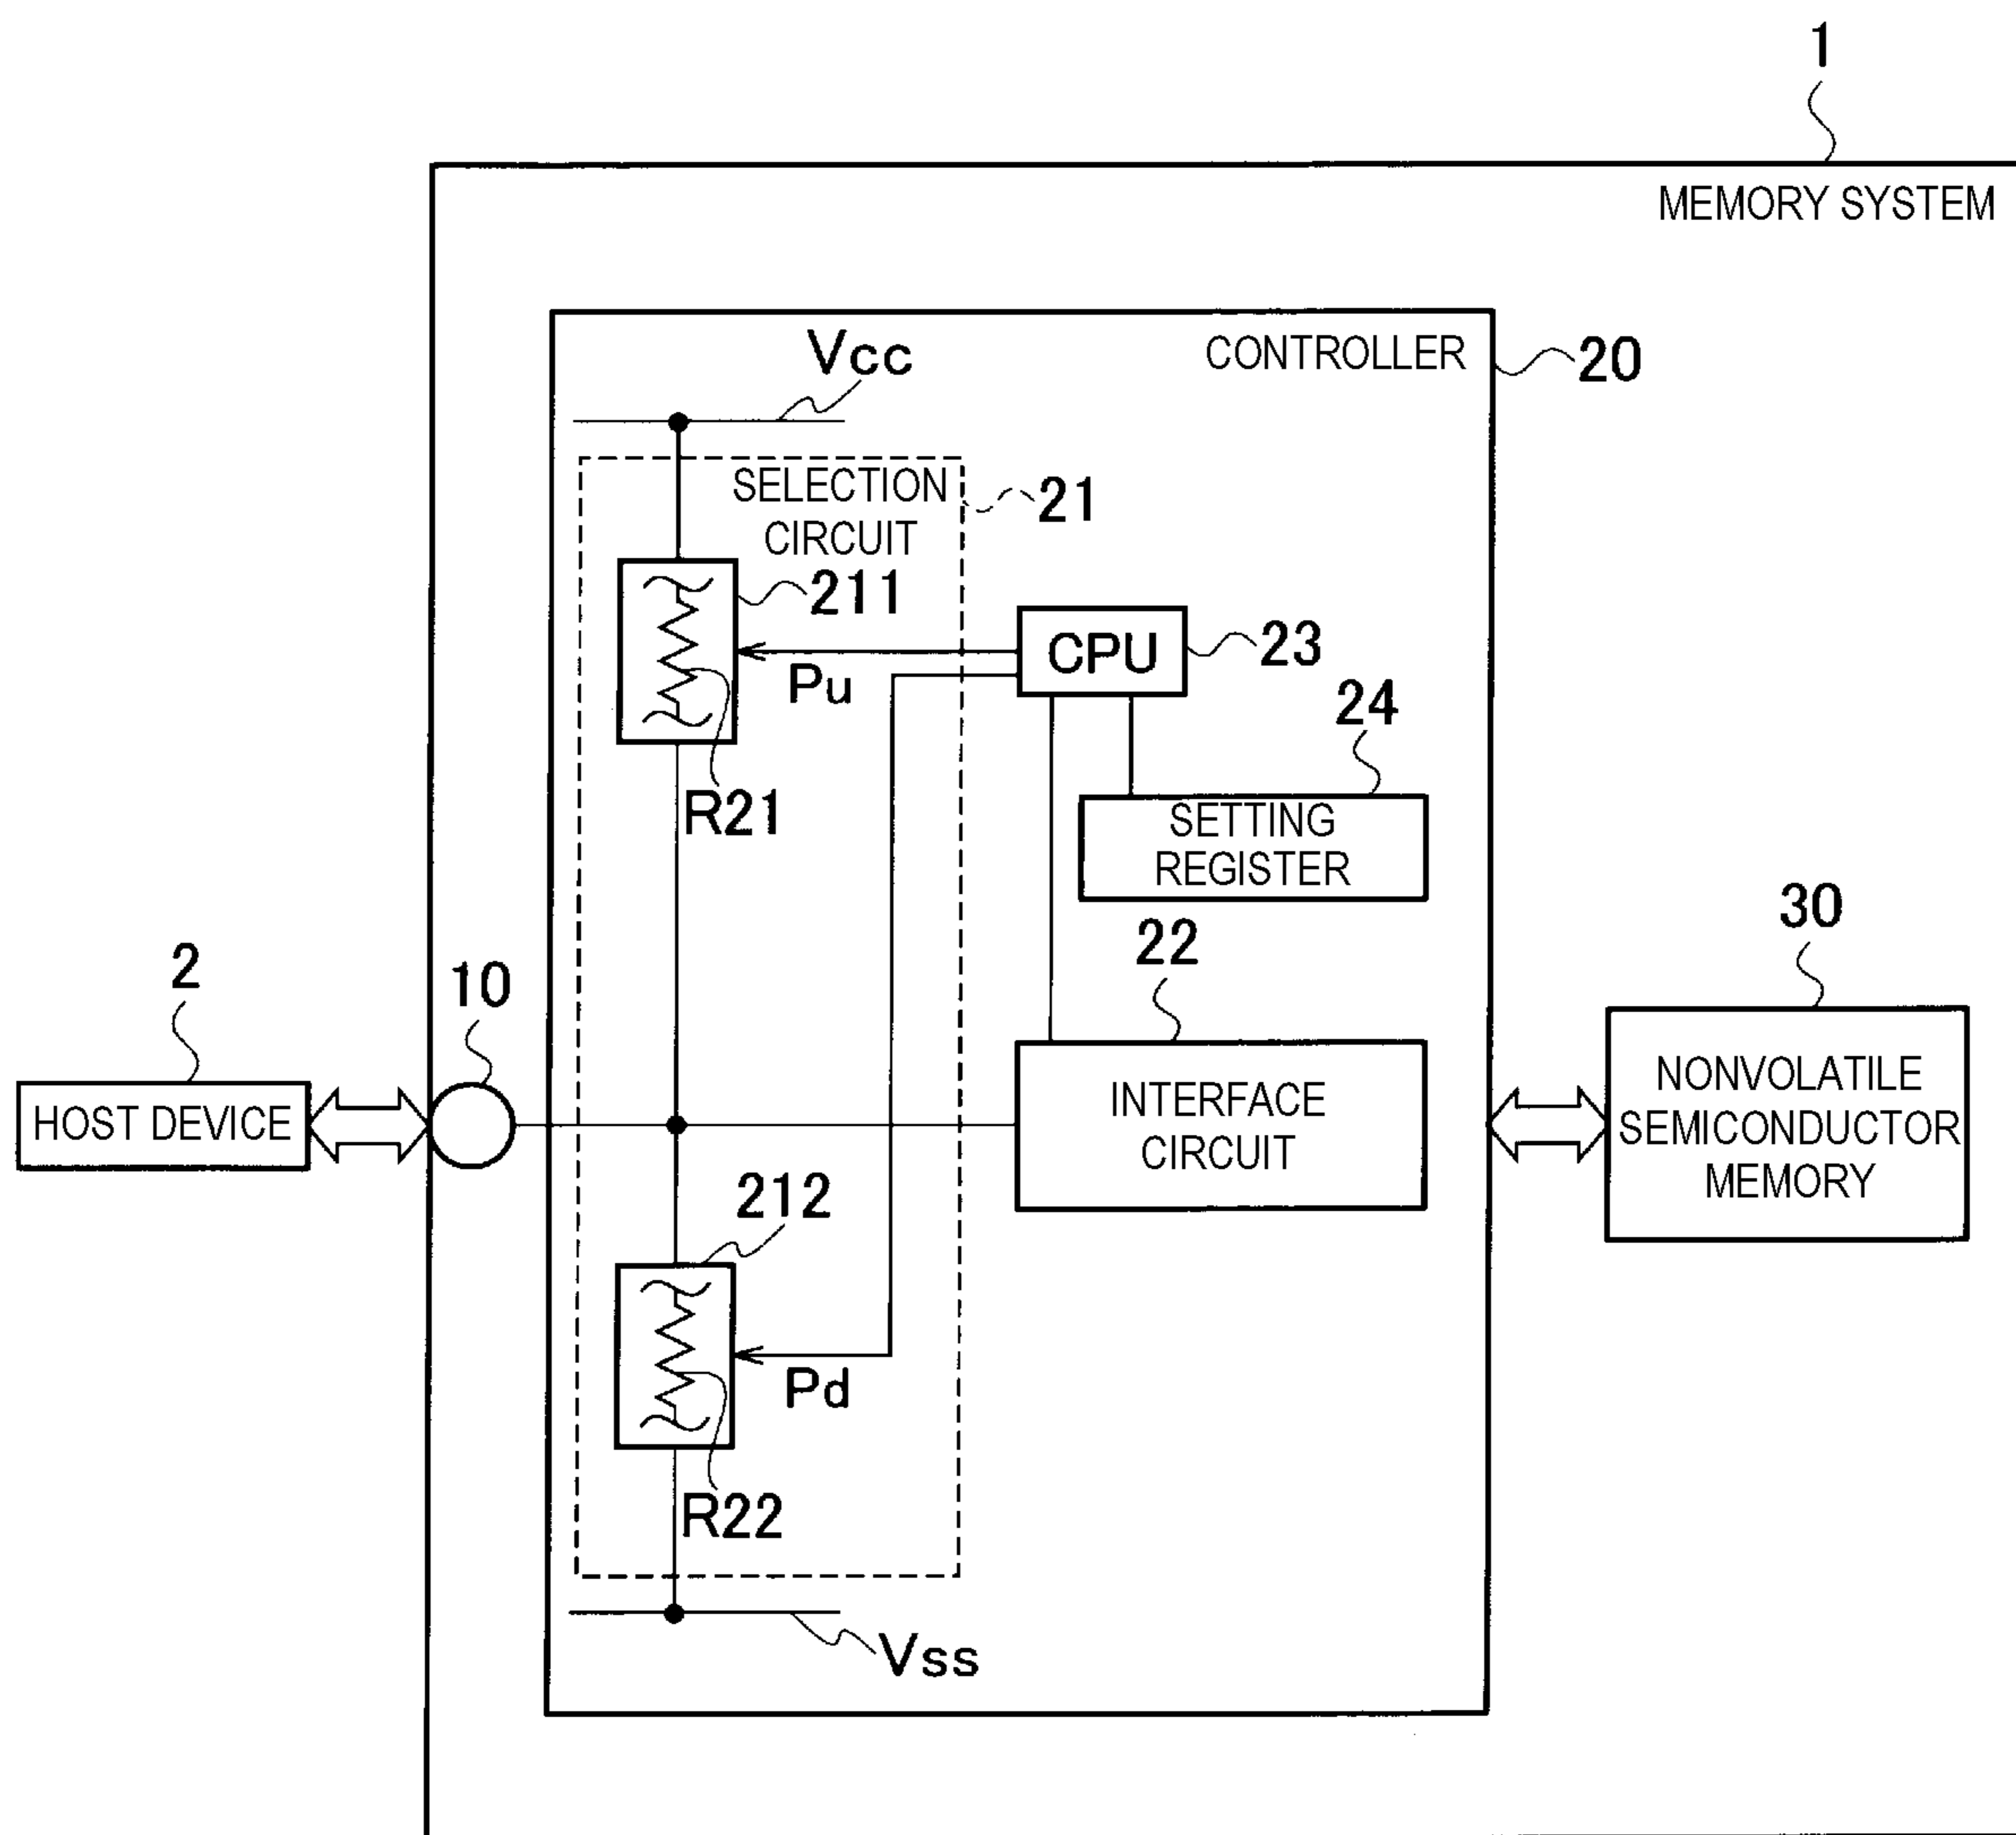 1
MEMORY SYSTEM
CONTROLLER
20
Vcc
SELECTION
CIRCUIT
21
211
CPU
23
Pu
24
R21
SETTING
REGISTER
30
22
2
10
NONVOLATILE
SEMICONDUCTOR
MEMORY
HOST DEVICE
INTERFACE
CIRCUIT
212
Pd
R22
Vss